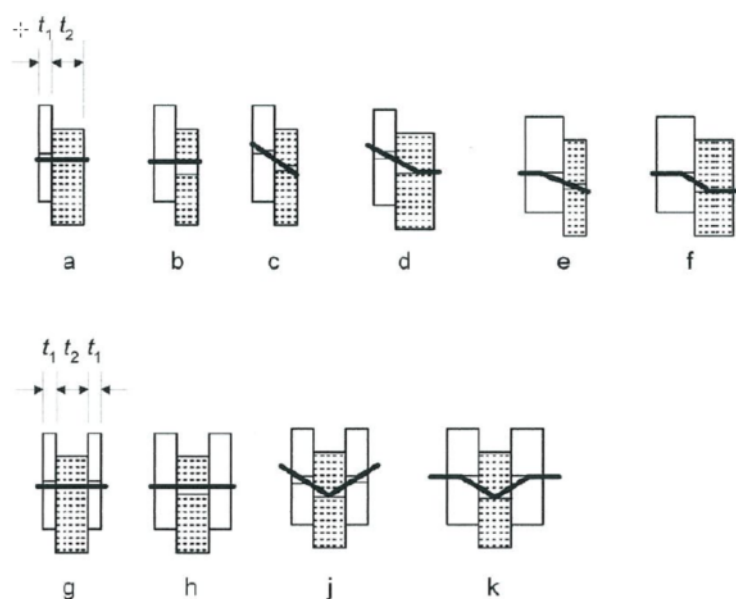 t₁ t₂
a b c d e f
t₁ t₂ t₁
g h j k